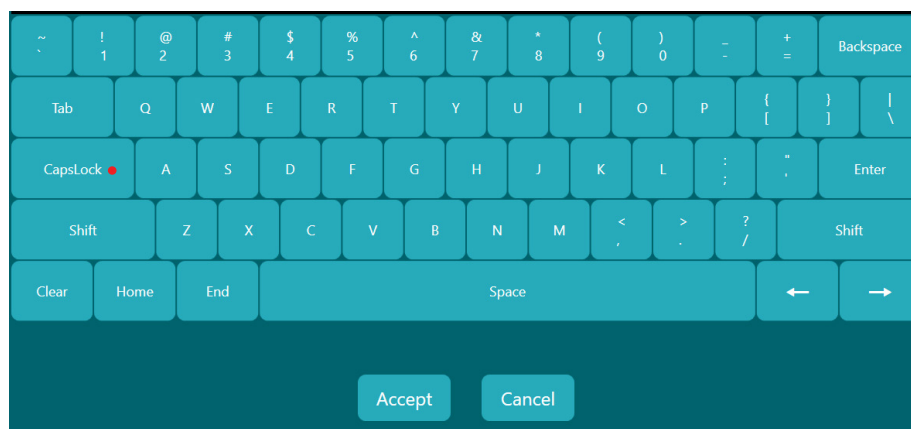 ~ ! @ # $ % ^ & * ( ) _ +
` 1 2 3 4 5 6 7 8 9 0 - = Backspace
Tab Q W E R T Y U I O P { } |
[ ] \
CapsLock A S D F G H J K L : " Enter
; '
Shift Z X C V B N M < > ? Shift
, . /
Clear Home End Space ← →
Accept Cancel